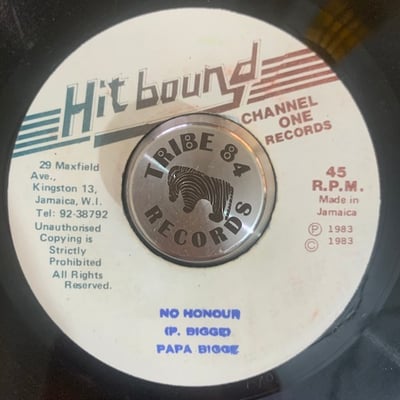 Hit bound
CHANNEL
ONE
RECORDS
29 Maxfield
Ave.,
Kingston 13,
Jamaica, W.I.
Tel: 92-38792
Unauthorised
Copying is
Strictly
Prohibited
All Rights
Reserved
TRIBE 84
RECORDS
45
R.P.M.
Made in
Jamaica
Ⓟ 1983
© 1983
NO HONOUR
(P. BIGGE)
PAPA BIGGE